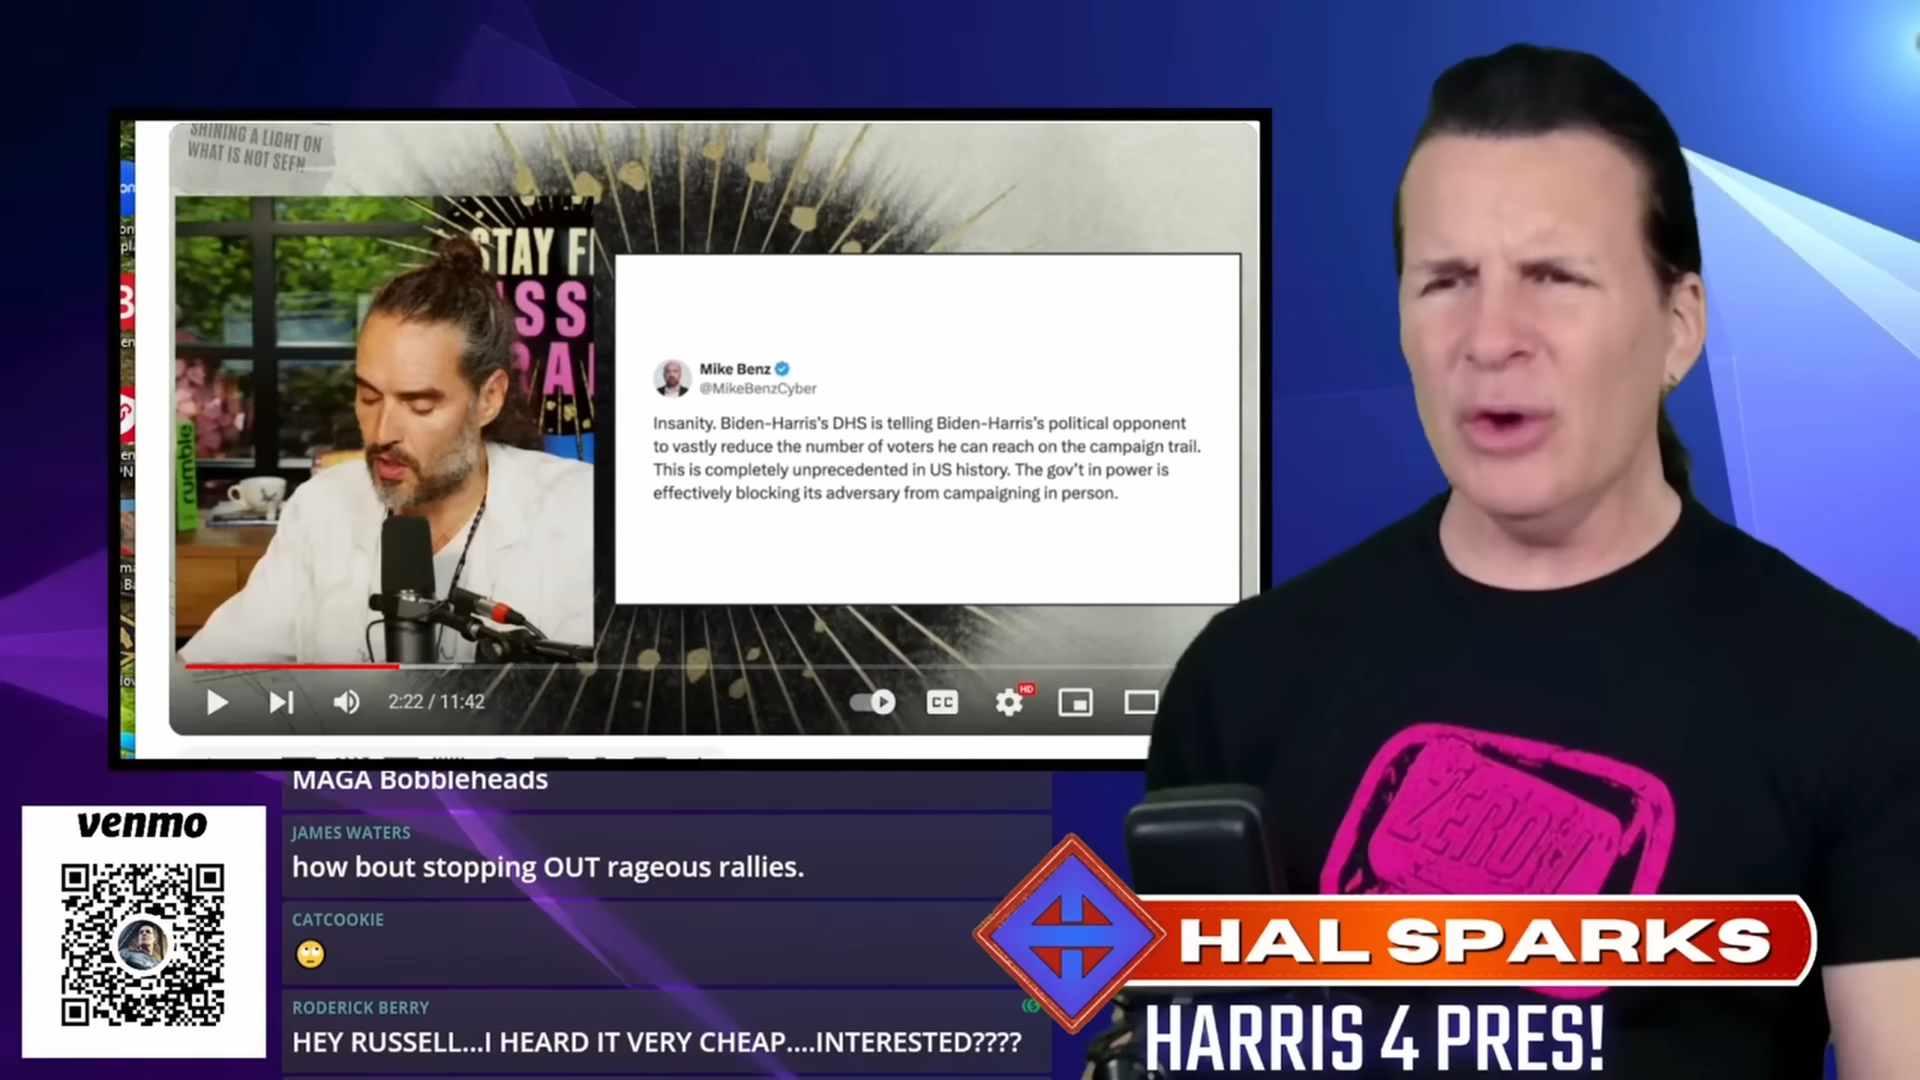 SHINING A LIGHT ON
WHAT IS NOT SEEN
STAY F
SS
RA
rumble
Mike Benz
@MikeBenzCyber
Insanity. Biden-Harris's DHS is telling Biden-Harris's political opponent
to vastly reduce the number of voters he can reach on the campaign trail.
This is completely unprecedented in US history. The gov't in power is
effectively blocking its adversary from campaigning in person.
2:22 / 11:42
CC
HD
MAGA Bobbleheads
JAMES WATERS
how bout stopping OUT rageous rallies.
CATCOOKIE
🙄
RODERICK BERRY
HEY RUSSELL...I HEARD IT VERY CHEAP....INTERESTED????
venmo
HAL SPARKS
HARRIS 4 PRES!